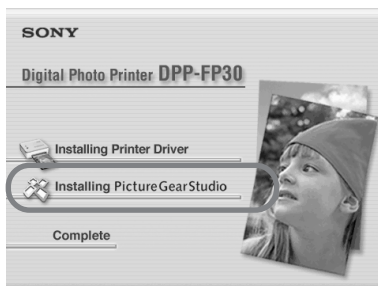 SONY
Digital Photo Printer DPP-FP30
Installing Printer Driver
Installing PictureGearStudio
Complete